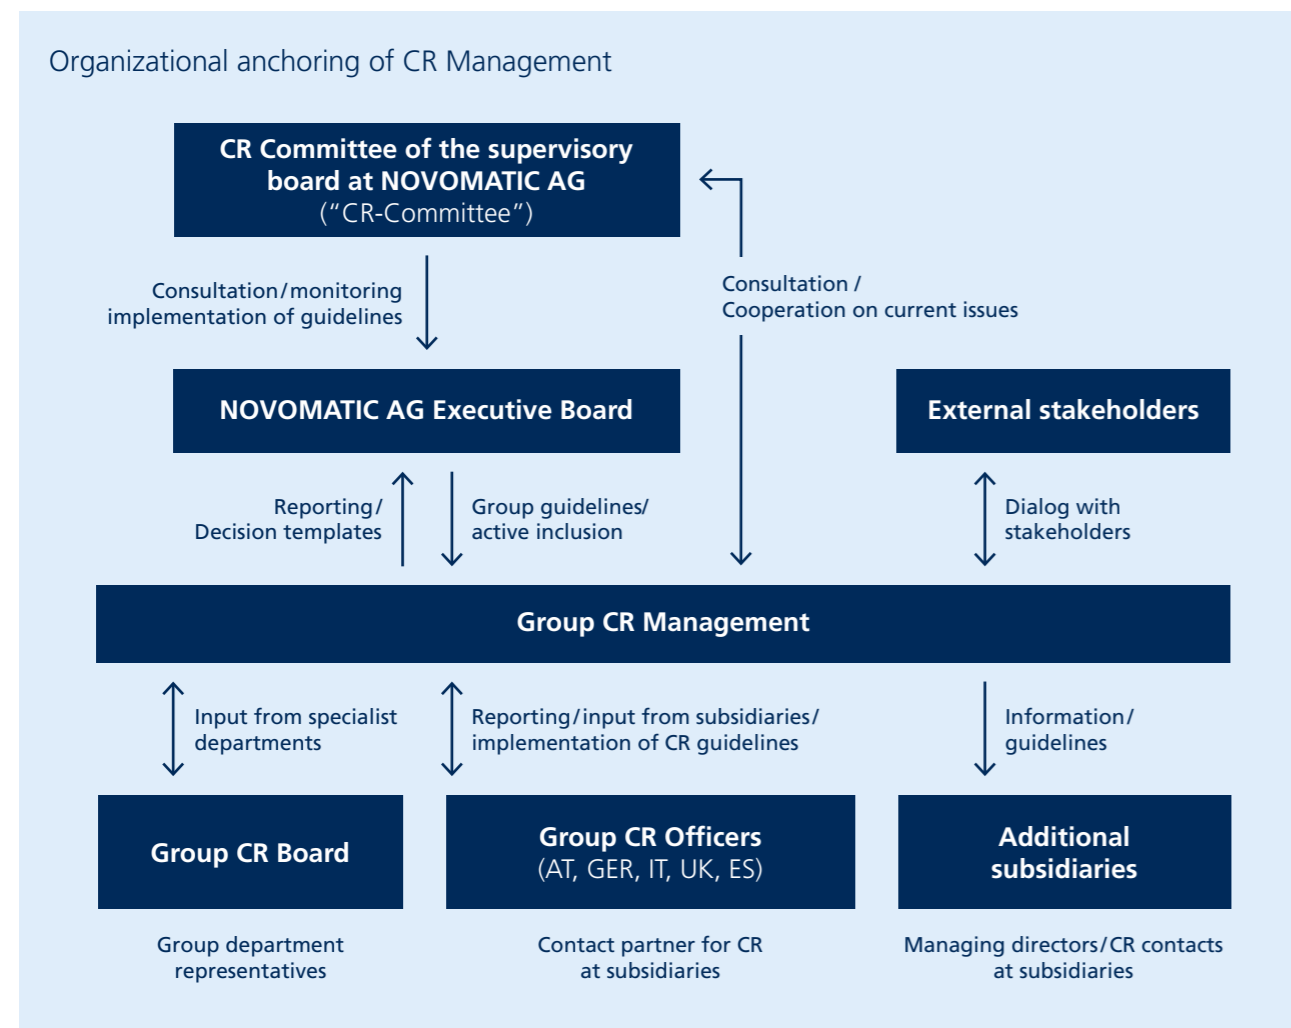 Organizational anchoring of CR Management
CR Committee of the supervisory
board at NOVOMATIC AG
(“CR-Committee”)
Consultation/monitoring
implementation of guidelines
Consultation /
Cooperation on current issues
NOVOMATIC AG Executive Board
External stakeholders
Reporting/
Decision templates
Group guidelines/
active inclusion
Dialog with
stakeholders
Group CR Management
Input from specialist
departments
Reporting/input from subsidiaries/
implementation of CR guidelines
Information/
guidelines
Group CR Board
Group CR Officers
(AT, GER, IT, UK, ES)
Additional
subsidiaries
Group department
representatives
Contact partner for CR
at subsidiaries
Managing directors/CR contacts
at subsidiaries